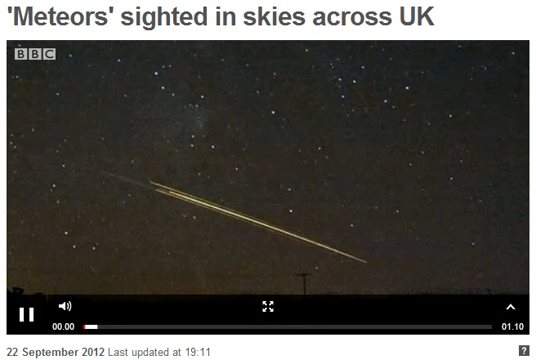 'Meteors' sighted in skies across UK
BBC
00.00
01.10
22 September 2012 Last updated at 19:11
?